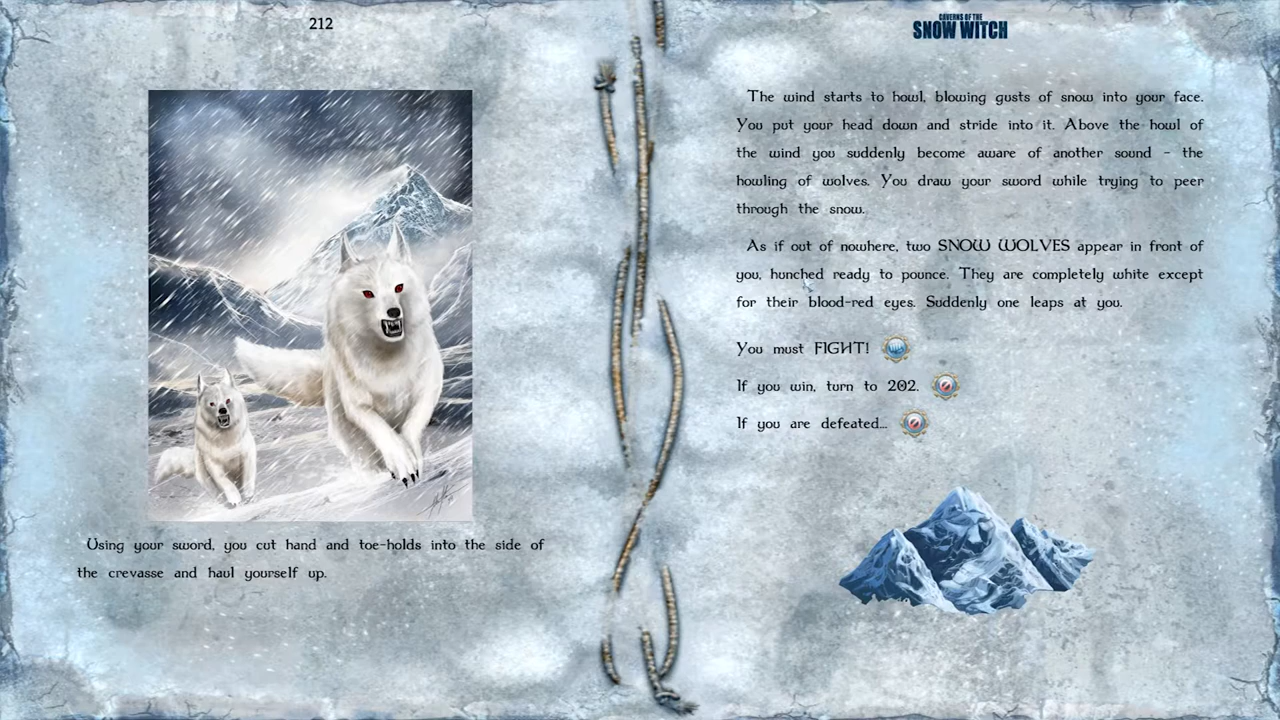 212
Using your sword, you cut hand and toe-holds into the side of
the crevasse and haul yourself up.
CAVERNS OF THE
SNOW WITCH
The wind starts to howl, blowing gusts of snow into your face.
You put your head down and stride into it. Above the howl of
the wind you suddenly become aware of another sound - the
howling of wolves. You draw your sword while trying to peer
through the snow.
As if out of nowhere, two SNOW WOLVES appear in front of
you, hunched ready to pounce. They are completely white except
for their blood-red eyes. Suddenly one leaps at you.
You must FIGHT!
If you win, turn to 202.
If you are defeated...